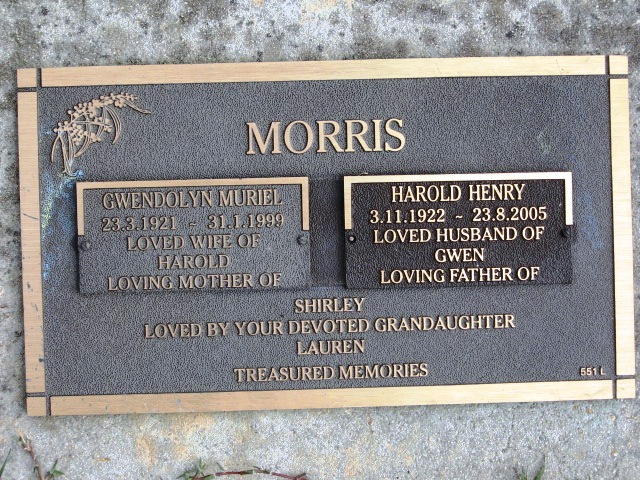 MORRIS
GWENDOLYN MURIEL
23.3.1921 ~ 31.1.1999
LOVED WIFE OF
HAROLD
LOVING MOTHER OF
HAROLD HENRY
3.11.1922 ~ 23.8.2005
LOVED HUSBAND OF
GWEN
LOVING FATHER OF
SHIRLEY
LOVED BY YOUR DEVOTED GRANDAUGHTER
LAUREN
TREASURED MEMORIES
551 L